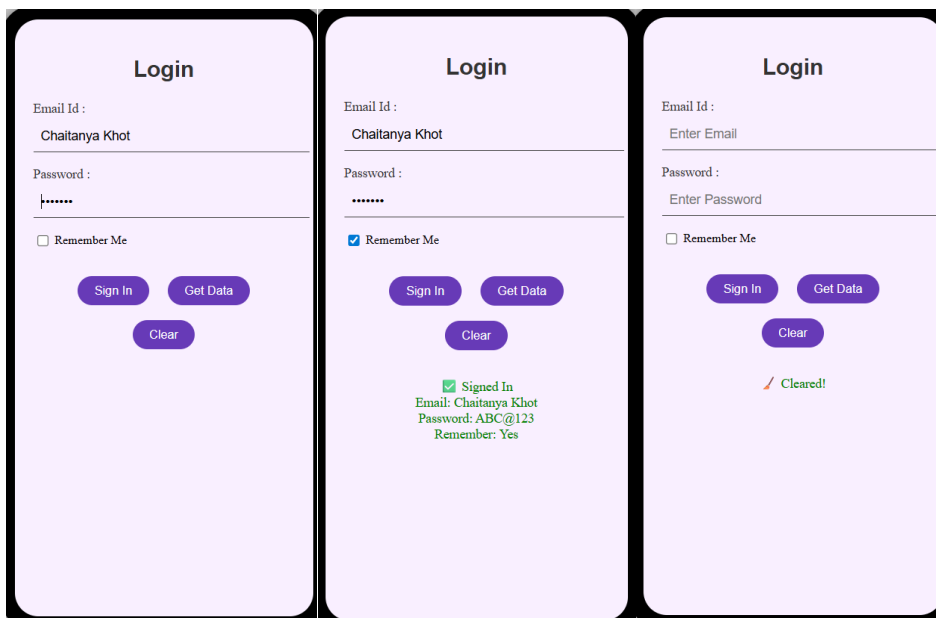 Login
Email Id :
Chaitanya Khot
Password :
•••••••
Remember Me
Sign In Get Data
Clear
Login
Email Id :
Chaitanya Khot
Password :
•••••••
Remember Me
Sign In Get Data
Clear
✅ Signed In
Email: Chaitanya Khot
Password: ABC@123
Remember: Yes
Login
Email Id :
Enter Email
Password :
Enter Password
Remember Me
Sign In Get Data
Clear
🧹 Cleared!